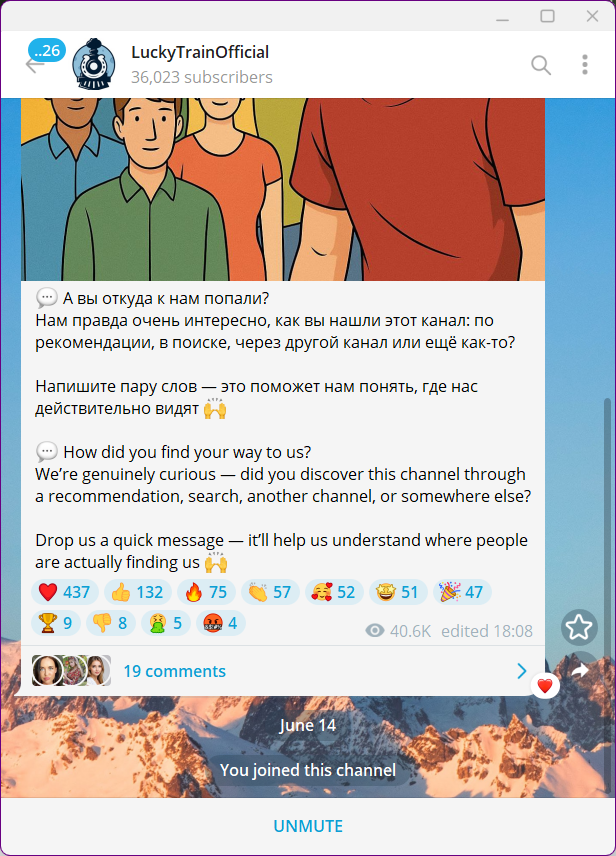 ..26
LuckyTrainOfficial
36,023 subscribers
💬 А вы откуда к нам попали?
Нам правда очень интересно, как вы нашли этот канал: по
рекомендации, в поиске, через другой канал или ещё как-то?
Напишите пару слов — это поможет нам понять, где нас
действительно видят 🙌
💬 How did you find your way to us?
We’re genuinely curious — did you discover this channel through
a recommendation, search, another channel, or somewhere else?
Drop us a quick message — it’ll help us understand where people
are actually finding us 🙌
❤️ 437 👍 132 🔥 75 👏 57 🥰 52 🤩 51 🎉 47
🏆 9 👎 8 🤮 5 🤬 4 40.6K edited 18:08
19 comments
June 14
You joined this channel
UNMUTE